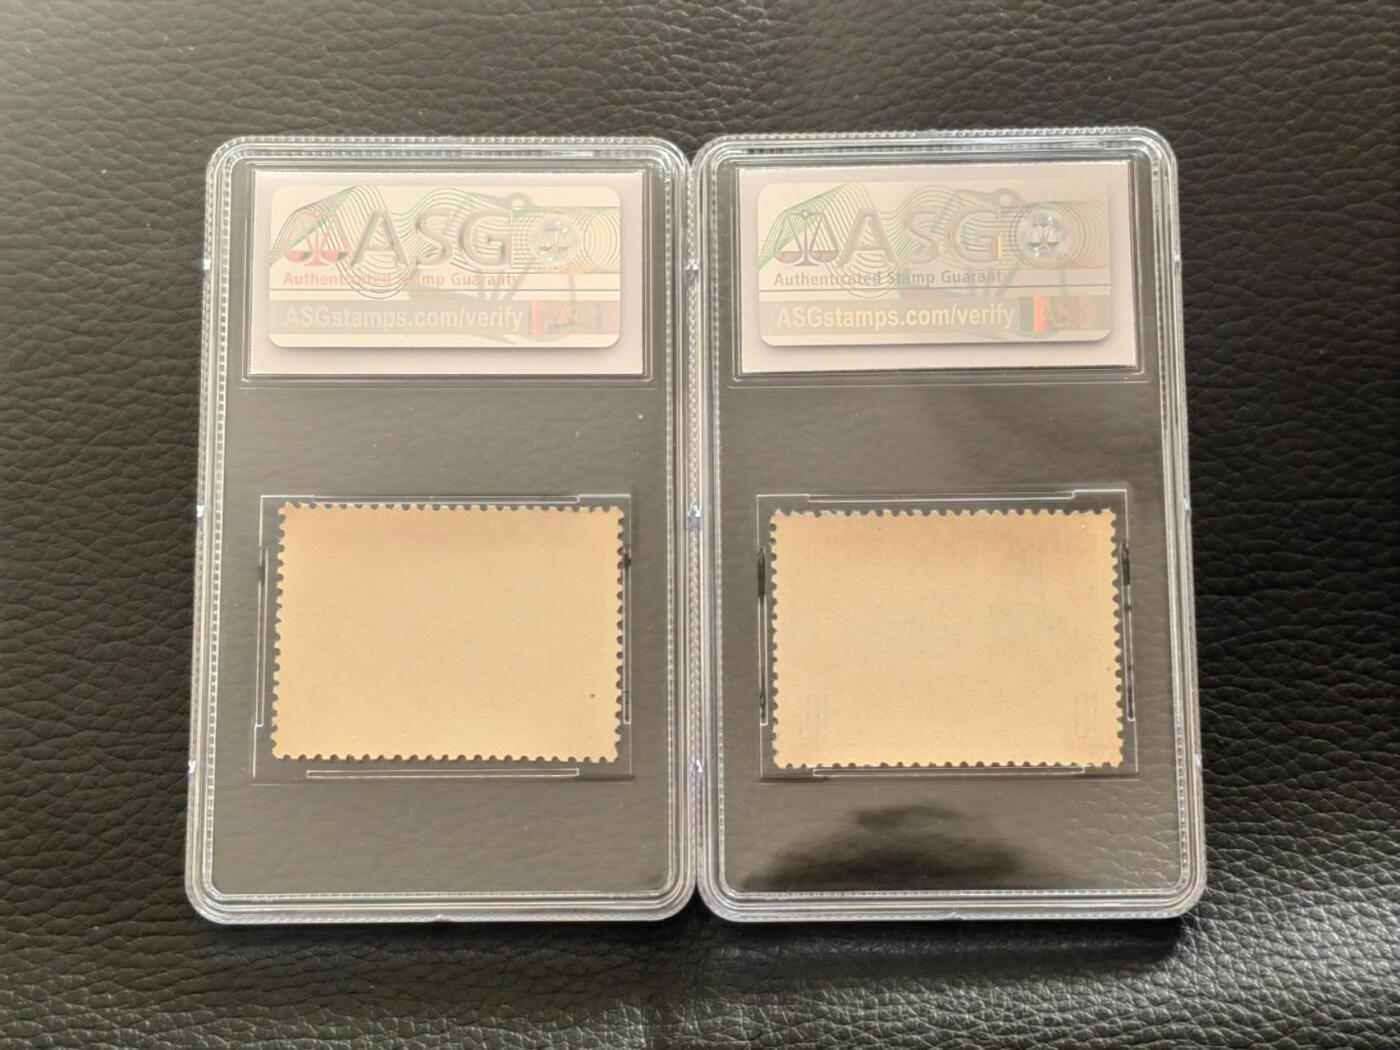 ASG
Authenticated Stamp Guaranty
ASGstamps.com/verify
ASG
Authenticated Stamp Guaranty
ASGstamps.com/verify